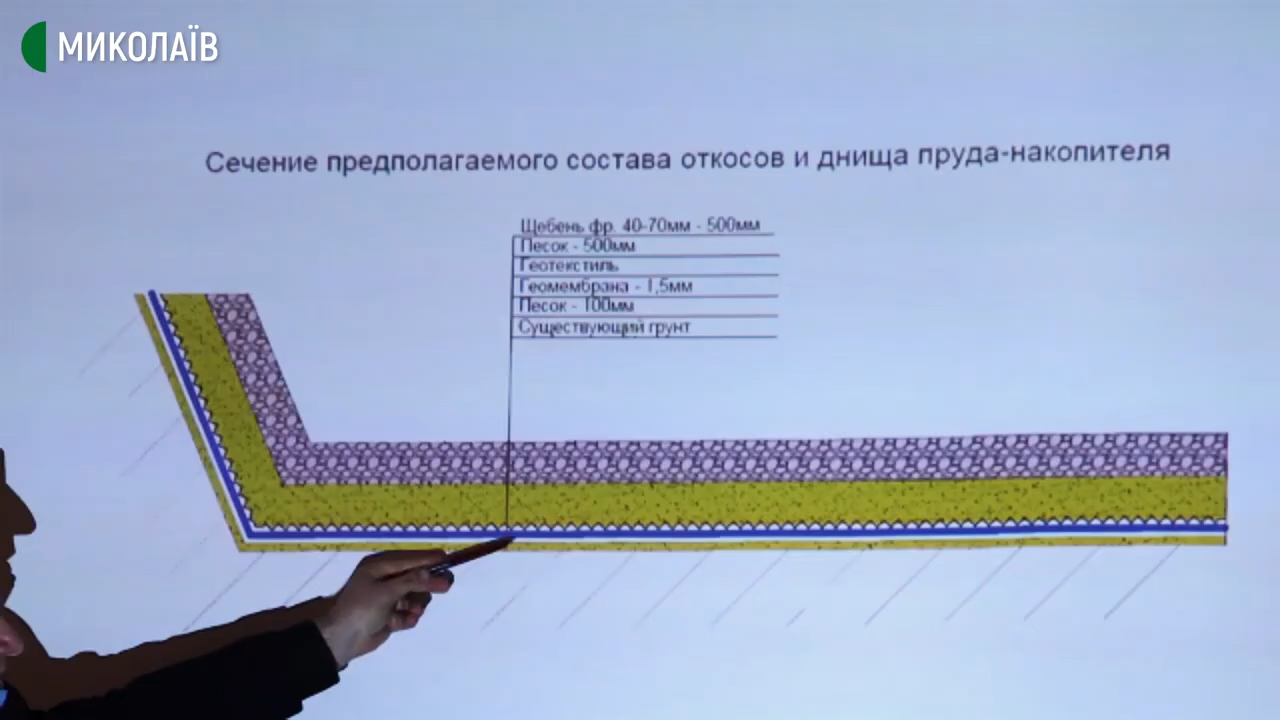 МИКОЛАЇВ
Сечение предполагаемого состава откосов и днища пруда-накопителя
Щебень фр. 40-70мм - 500мм
Песок - 500мм
Геотекстиль
Геомембрана - 1,5мм
Песок - 100мм
Существующий грунт